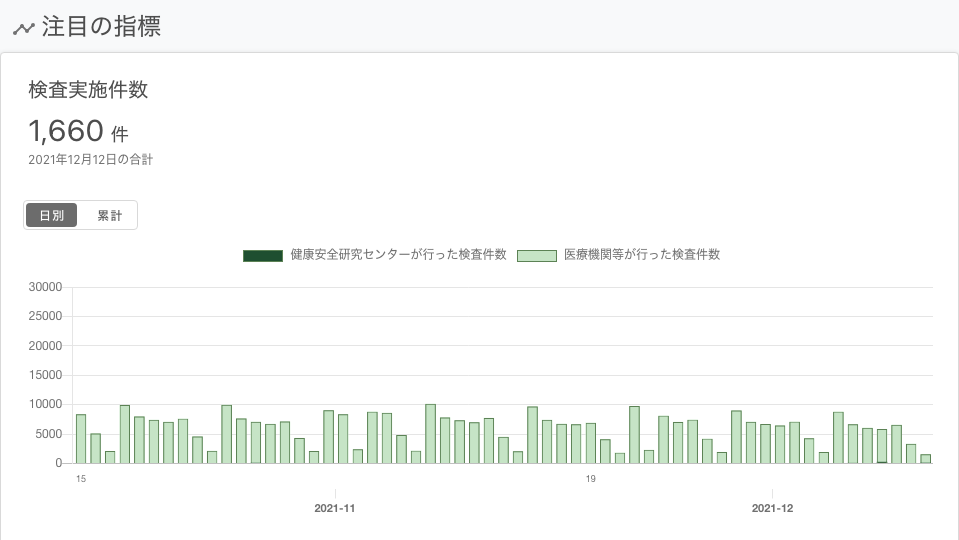 注目の指標
検査実施件数
1,660 件
2021年12月12日の合計
日別 累計
健康安全研究センターが行った検査件数 医療機関等が行った検査件数
30000
25000
20000
15000
10000
5000
0
15 19
2021-11 2021-12